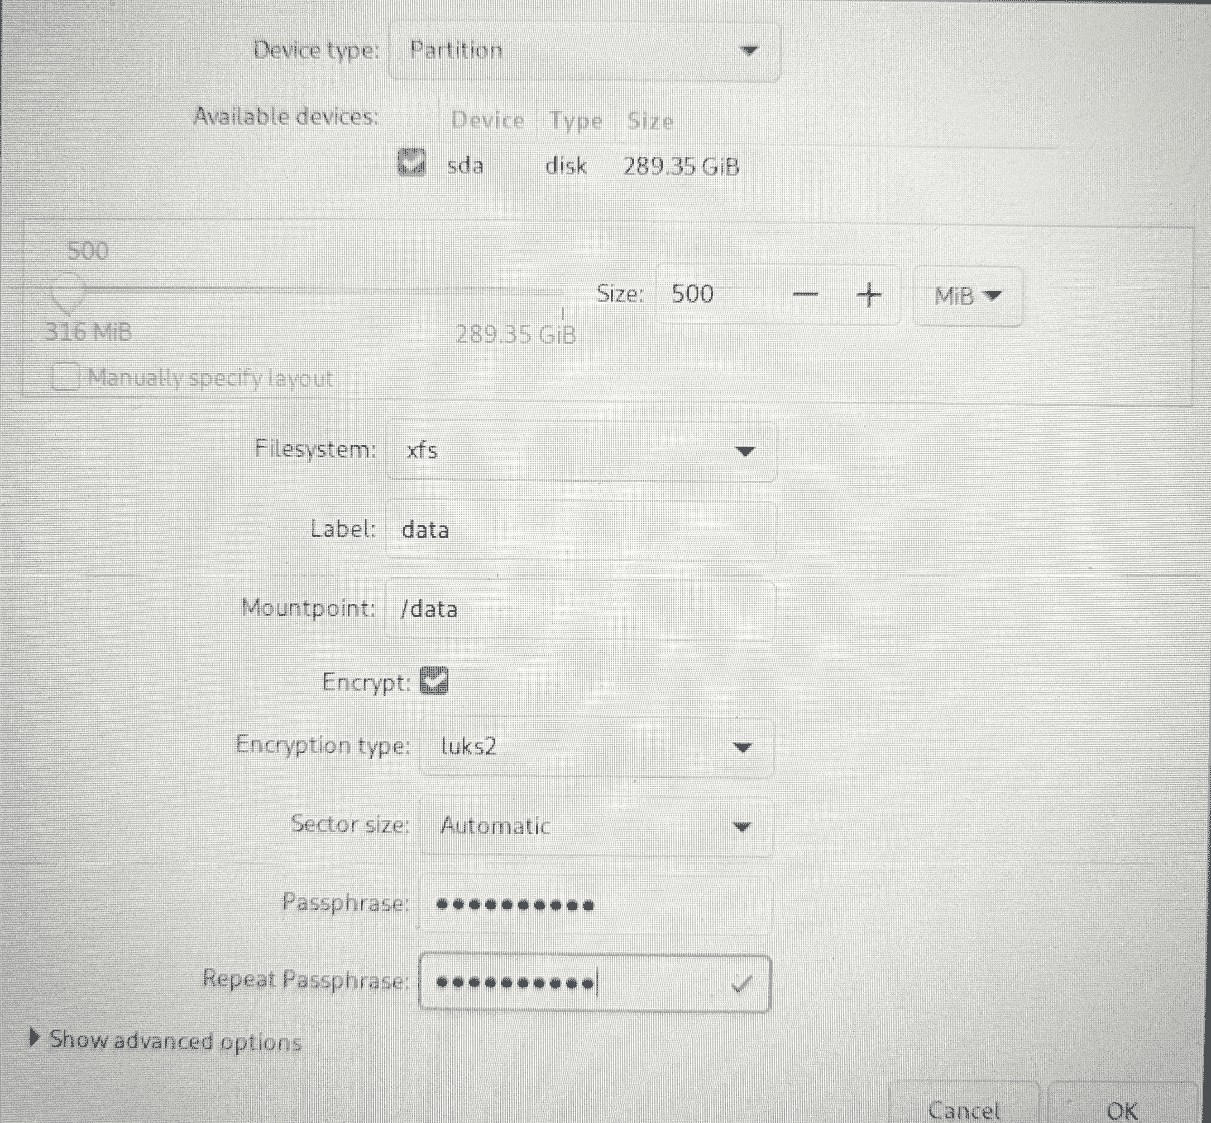 Device type: Partition
Available devices: Device Type Size
sda disk 289.35 GiB
500
Size: 500 MiB
316 MiB 289.35 GiB
Manually specify layout
Filesystem: xfs
Label: data
Mountpoint: /data
Encrypt:
Encryption type: luks2
Sector size: Automatic
Passphrase: ••••••••••
Repeat Passphrase: ••••••••••
Show advanced options
Cancel OK